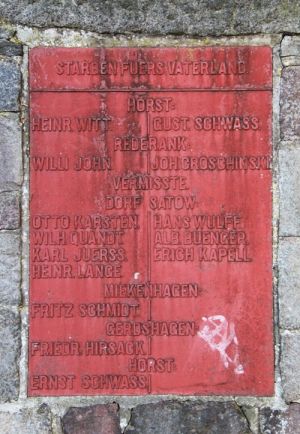 STARBEN FUERS VATERLAND
HORST-
HEINR. WITT. GUST. SCHWASS.
REDERANK-
WILLI JOHN. JOH. GROSCHINSKI.
VERMISSTE.
DORF SATOW-
OTTO KARSTEN. HANS WULFF.
WILH. QUANDT. ALB. BUENGER.
KARL JUERSS. ERICH KAPELL.
HEINR. LANGE.
MIEKENHAGEN-
FRITZ SCHMIDT.
GERDSHAGEN-
FRIEDR. HIRSACK.
HORST-
ERNST SCHWASS.